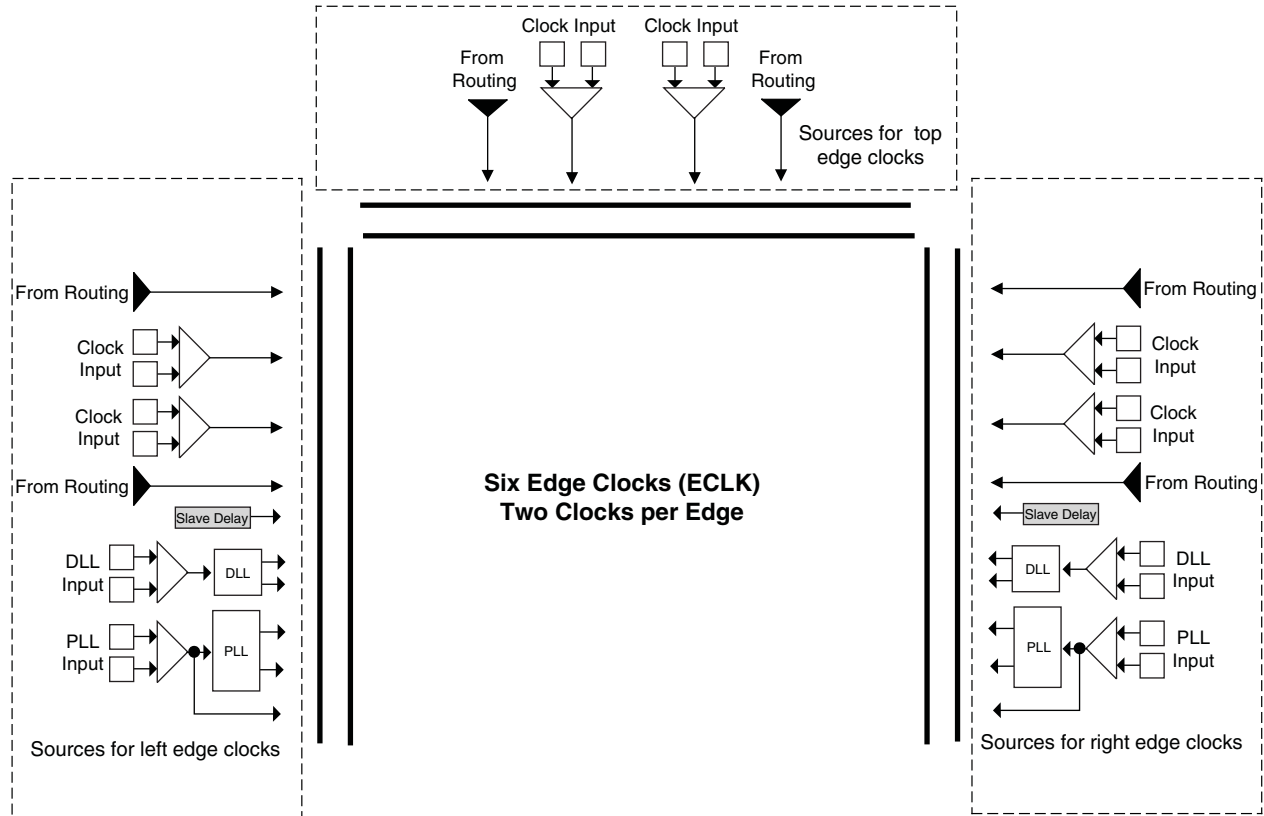 Clock Input Clock Input
From
Routing
From
Routing
Sources for top
edge clocks
From Routing
Clock
Input
Clock
Input
From Routing
Slave Delay
DLL
Input
DLL
PLL
Input
PLL
Sources for left edge clocks
Six Edge Clocks (ECLK)
Two Clocks per Edge
From Routing
Clock
Input
Clock
Input
From Routing
Slave Delay
DLL
DLL
Input
PLL
PLL
Input
Sources for right edge clocks